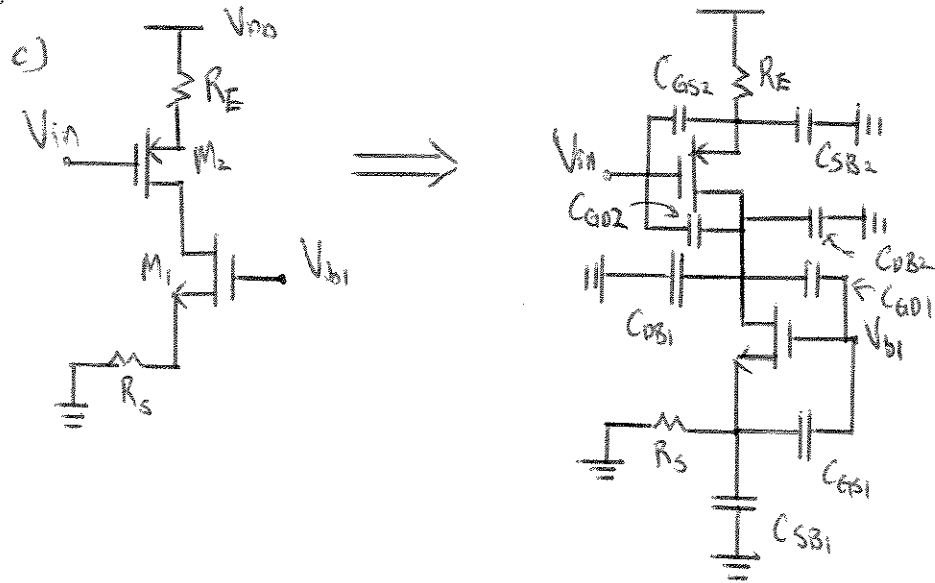 c)
VDD
RE
Vin
M2
M1
Vb1
RS
CGS2
RE
Vin
CSB2
CGD2
CDB2
CGD1
CDB1
Vb1
RS
CGS1
CSB1